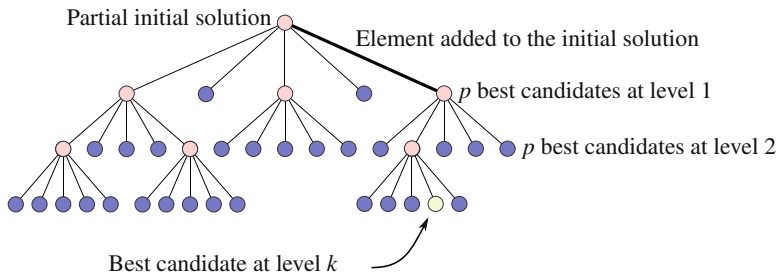 Partial initial solution
Element added to the initial solution
p best candidates at level 1
p best candidates at level 2
Best candidate at level k